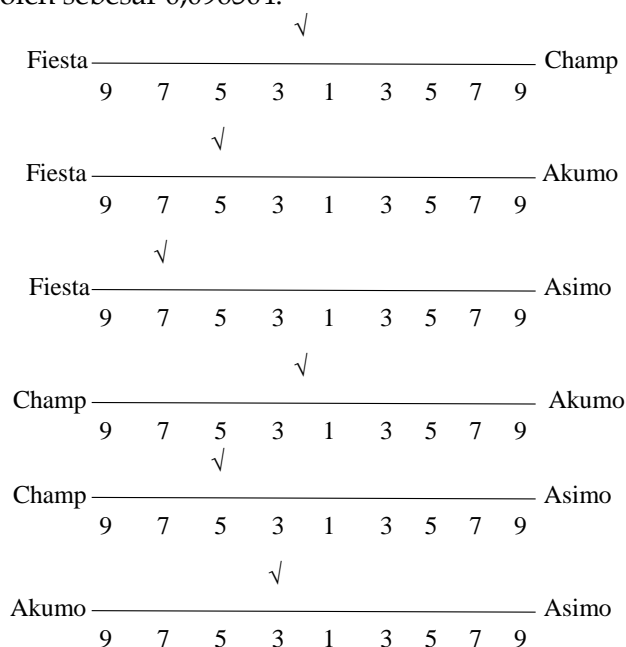 oleh sebesar 0,096304.
√
Fiesta Champ
9 7 5 3 1 3 5 7 9
√
Fiesta Akumo
9 7 5 3 1 3 5 7 9
√
Fiesta Asimo
9 7 5 3 1 3 5 7 9
√
Champ Akumo
9 7 5 3 1 3 5 7 9
√
Champ Asimo
9 7 5 3 1 3 5 7 9
√
Akumo Asimo
9 7 5 3 1 3 5 7 9